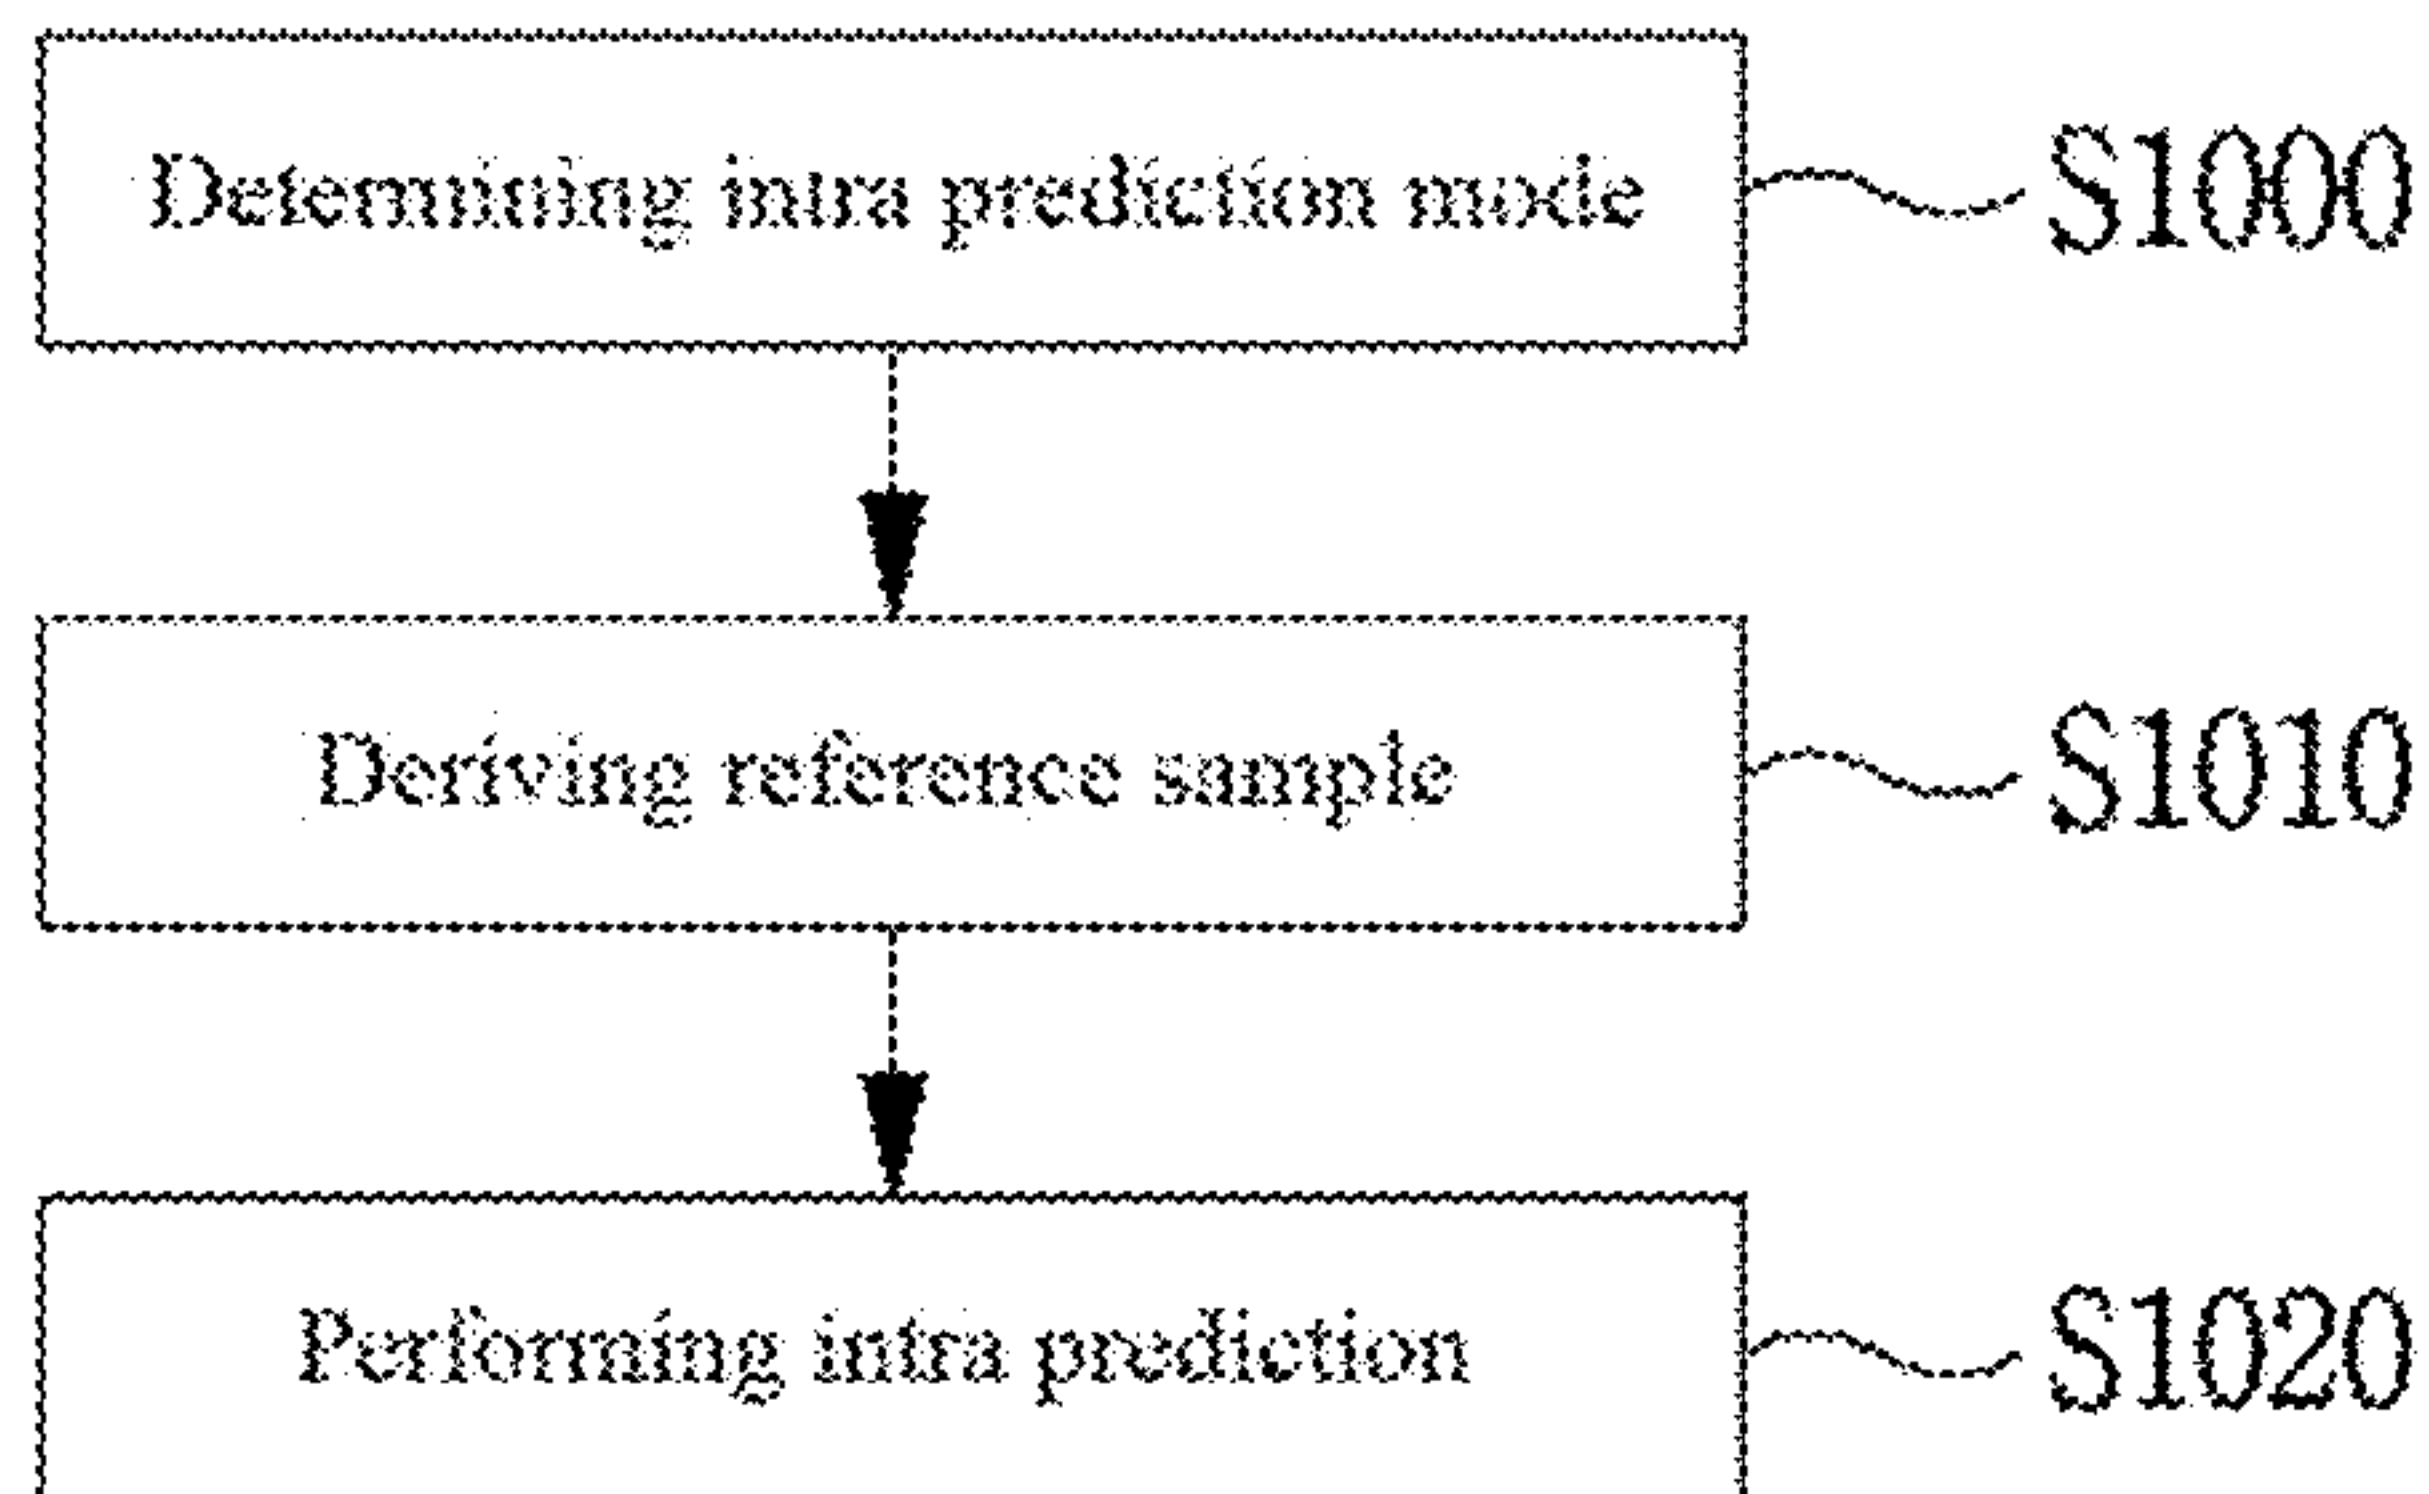 Determining intra prediction mode S1000
Deriving reference sample S1010
Performing intra prediction S1020